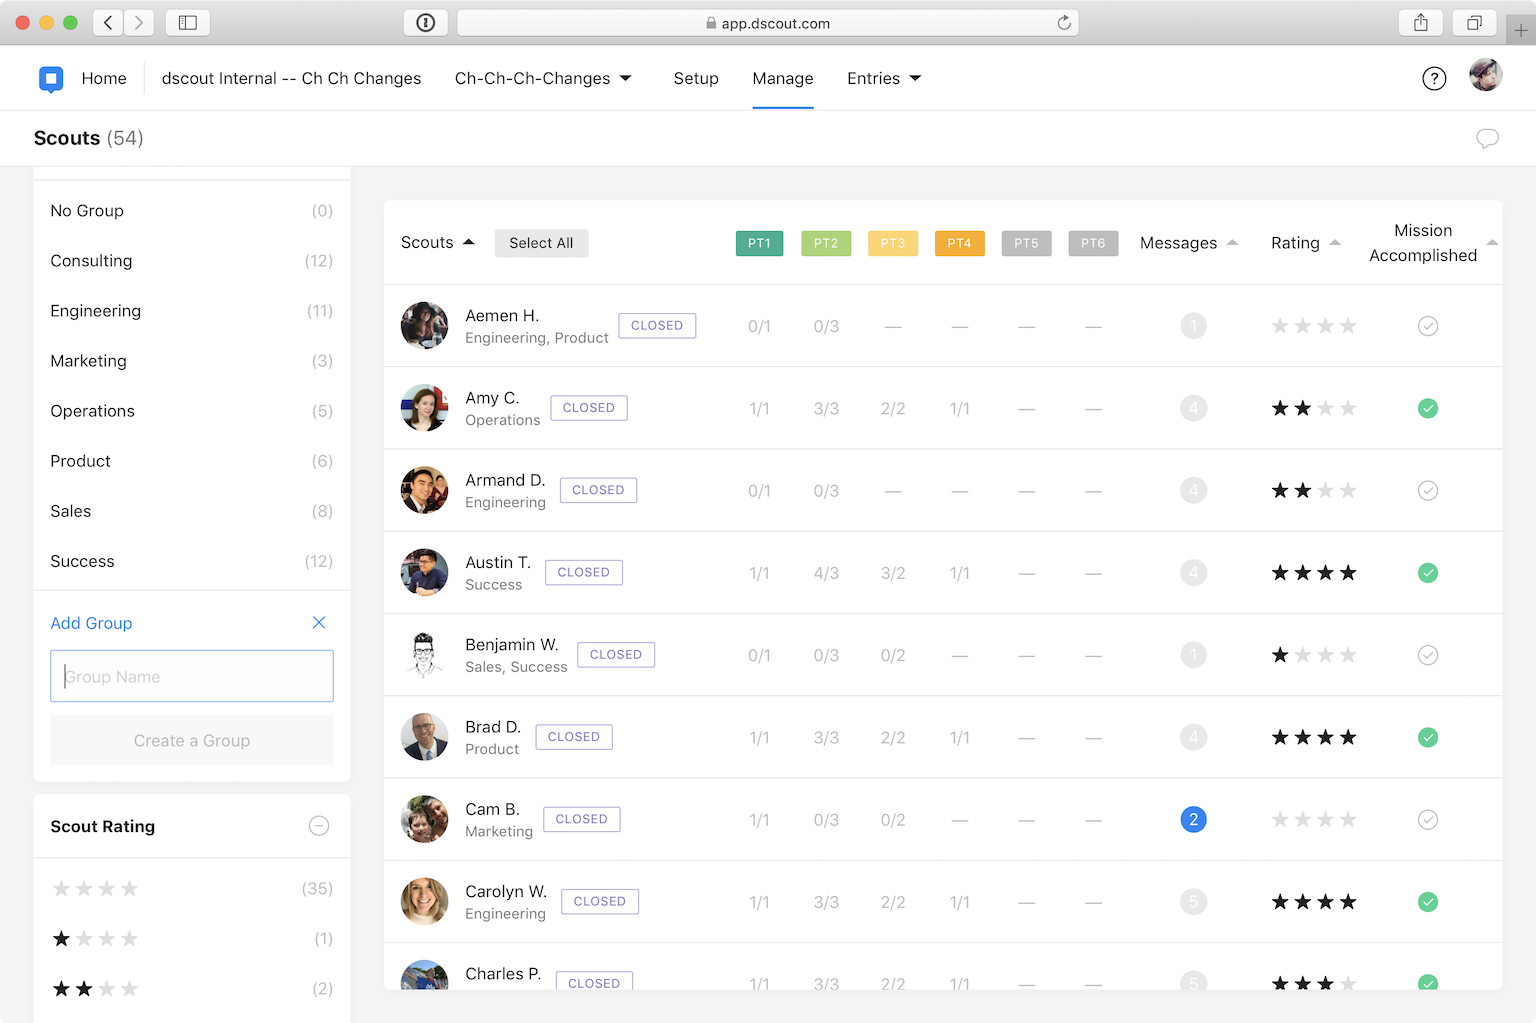 app.dscout.com
Home
dscout Internal -- Ch Ch Changes
Ch-Ch-Ch-Changes
Setup
Manage
Entries
?
Scouts (54)
No Group (0)
Consulting (12)
Engineering (11)
Marketing (3)
Operations (5)
Product (6)
Sales (8)
Success (12)
Add Group
Group Name
Create a Group
Scout Rating
(35)
(1)
(2)
Scouts Select All PT1 PT2 PT3 PT4 PT5 PT6 Messages Rating Mission
Accomplished
Aemen H. CLOSED 0/1 0/3 — — — — 1
Engineering, Product
Amy C. CLOSED 1/1 3/3 2/2 1/1 — — 4
Operations
Armand D. CLOSED 0/1 0/3 — — — — 4
Engineering
Austin T. CLOSED 1/1 4/3 3/2 1/1 — — 4
Success
Benjamin W. CLOSED 0/1 0/3 0/2 — — — 1
Sales, Success
Brad D. CLOSED 1/1 3/3 2/2 1/1 — — 4
Product
Cam B. CLOSED 1/1 0/3 0/2 — — — 2
Marketing
Carolyn W. CLOSED 1/1 3/3 2/2 1/1 — — 5
Engineering
Charles P. CLOSED 1/1 3/3 2/2 1/1 — — 5